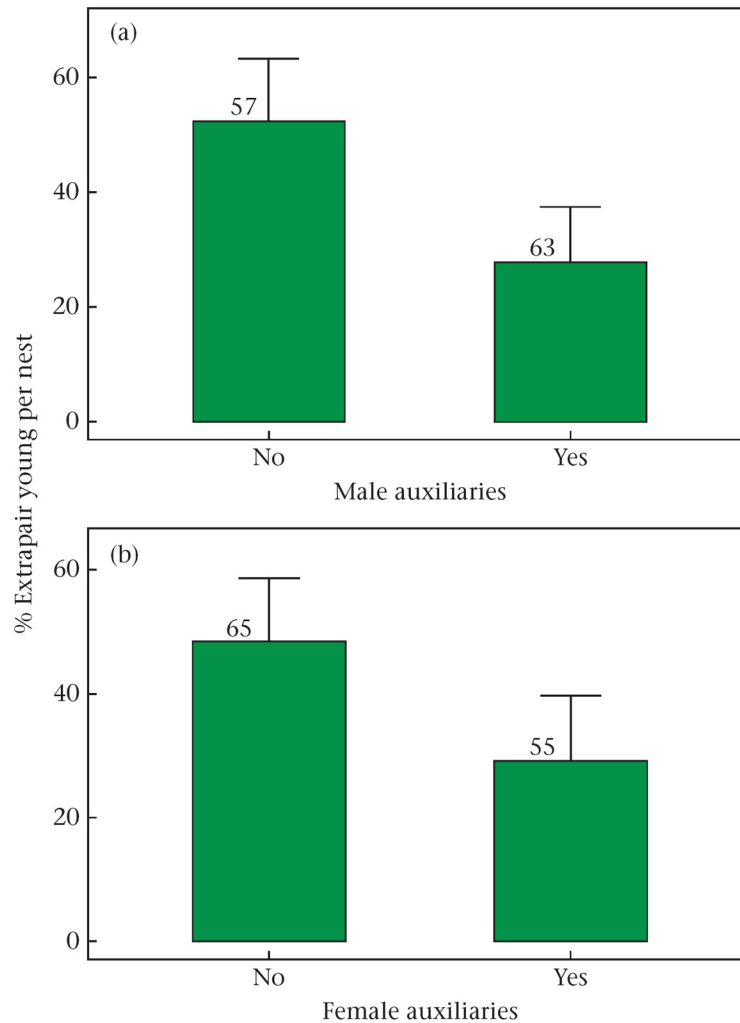 % Extrapair young per nest
(a)
60
40
20
0
57
63
No
Yes
Male auxiliaries
(b)
60
40
20
0
65
55
No
Yes
Female auxiliaries